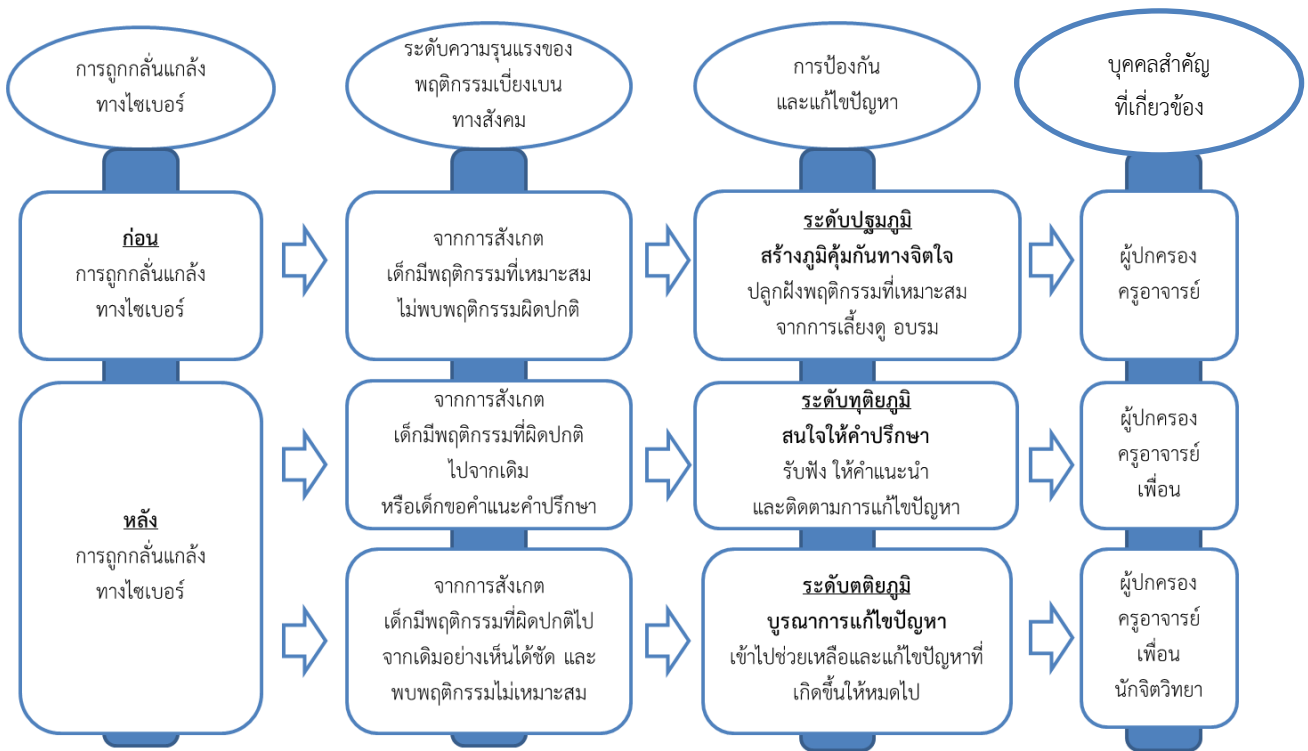 การถูกกลั่นแกล้ง
ทางไซเบอร์
ระดับความรุนแรงของ
พฤติกรรมเบี่ยงเบน
ทางสังคม
การป้องกัน
และแก้ไขปัญหา
บุคคลสำคัญ
ที่เกี่ยวข้อง
ก่อน
การถูกกลั่นแกล้ง
ทางไซเบอร์
จากการสังเกต
เด็กมีพฤติกรรมที่เหมาะสม
ไม่พบพฤติกรรมผิดปกติ
ระดับปฐมภูมิ
สร้างภูมิคุ้มกันทางจิตใจ
ปลูกฝังพฤติกรรมที่เหมาะสม
จากการเลี้ยงดู อบรม
ผู้ปกครอง
ครูอาจารย์
หลัง
การถูกกลั่นแกล้ง
ทางไซเบอร์
จากการสังเกต
เด็กมีพฤติกรรมที่ผิดปกติ
ไปจากเดิม
หรือเด็กขอคำแนะคำปรึกษา
ระดับทุติยภูมิ
สนใจให้คำปรึกษา
รับฟัง ให้คำแนะนำ
และติดตามการแก้ไขปัญหา
ผู้ปกครอง
ครูอาจารย์
เพื่อน
จากการสังเกต
เด็กมีพฤติกรรมที่ผิดปกติไป
จากเดิมอย่างเห็นได้ชัด และ
พบพฤติกรรมไม่เหมาะสม
ระดับตติยภูมิ
บูรณาการแก้ไขปัญหา
เข้าไปช่วยเหลือและแก้ไขปัญหาที่
เกิดขึ้นให้หมดไป
ผู้ปกครอง
ครูอาจารย์
เพื่อน
นักจิตวิทยา